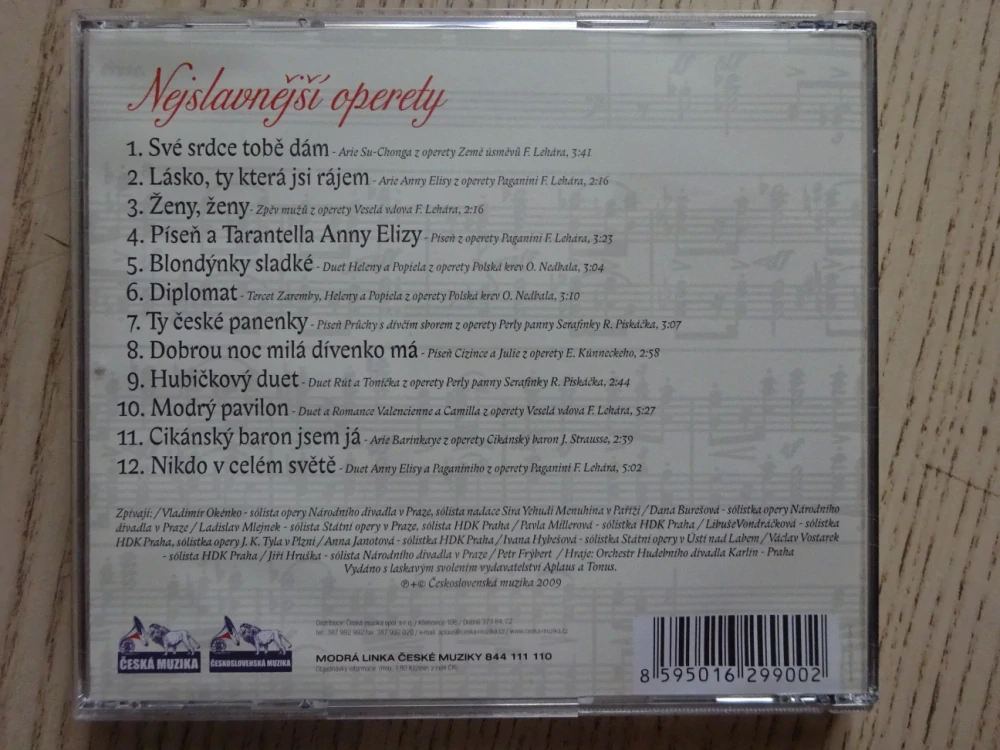 Nejslavnější operety
1. Své srdce tobě dám - Arie Su-Chonga z operety Země úsměvů F. Lehára, 3:41
2. Lásko, ty která jsi rájem - Arie Anny Elisy z operety Paganini F. Lehára, 2:16
3. Ženy, ženy - Zpěv mužů z operety Veselá vdova F. Lehára, 2:16
4. Píseň a Tarantella Anny Elizy - Píseň z operety Paganini F. Lehára, 3:23
5. Blondýnky sladké - Duet Heleny a Popiela z operety Polská krev O. Nedbala, 3:04
6. Diplomat - Tercet Zaremby, Heleny a Popiela z operety Polská krev O. Nedbala, 3:10
7. Ty české panenky - Píseň Průchy s dívčím sborem z operety Perly panny Serafinky R. Piskáčka, 3:07
8. Dobrou noc milá dívenko má - Píseň Cizince a Julie z operety E. Künneckeho, 2:58
9. Hubičkový duet - Duet Rút a Toníčka z operety Perly panny Serafinky R. Piskáčka, 2:44
10. Modrý pavilon - Duet a Romance Valencienne a Camilla z operety Veselá vdova F. Lehára, 5:27
11. Cikánský baron jsem já - Arie Barinkaye z operety Cikánský baron J. Strausse, 2:39
12. Nikdo v celém světě - Duet Anny Elisy a Paganiniho z operety Paganini F. Lehára, 5:02
Zpívají: / Vladimír Okénko - sólista opery Národního divadla v Praze, sólista nadace Sira Yehudi Menuhina v Paříži / Dana Burešová - sólistka opery Národního
divadla v Praze / Ladislav Mlejnek - sólista Státní opery v Praze, sólista HDK Praha / Pavla Millerová - sólistka HDK Praha / LibušeVondráčková - sólistka
HDK Praha, sólistka opery J. K. Tyla v Plzni / Anna Janotová - sólistka HDK Praha / Ivana Hybešová - sólistka Státní opery v Ústí nad Labem / Václav Vostarek
- sólista HDK Praha / Jiří Hruška - sólista Národního divadla v Praze / Petr Frýbert / Hraje: Orchestr Hudebního divadla Karlín - Praha
Vydáno s laskavým svolením vydavatelství Aplaus a Tonus.
℗+© Československá muzika 2009
ČESKÁ MUZIKA
ČESKOSLOVENSKÁ MUZIKA
Distribuce: Česká muzika spol. s r. o. /
MODRÁ LINKA ČESKÉ MUZIKY 844 111 110
8 595016 299002